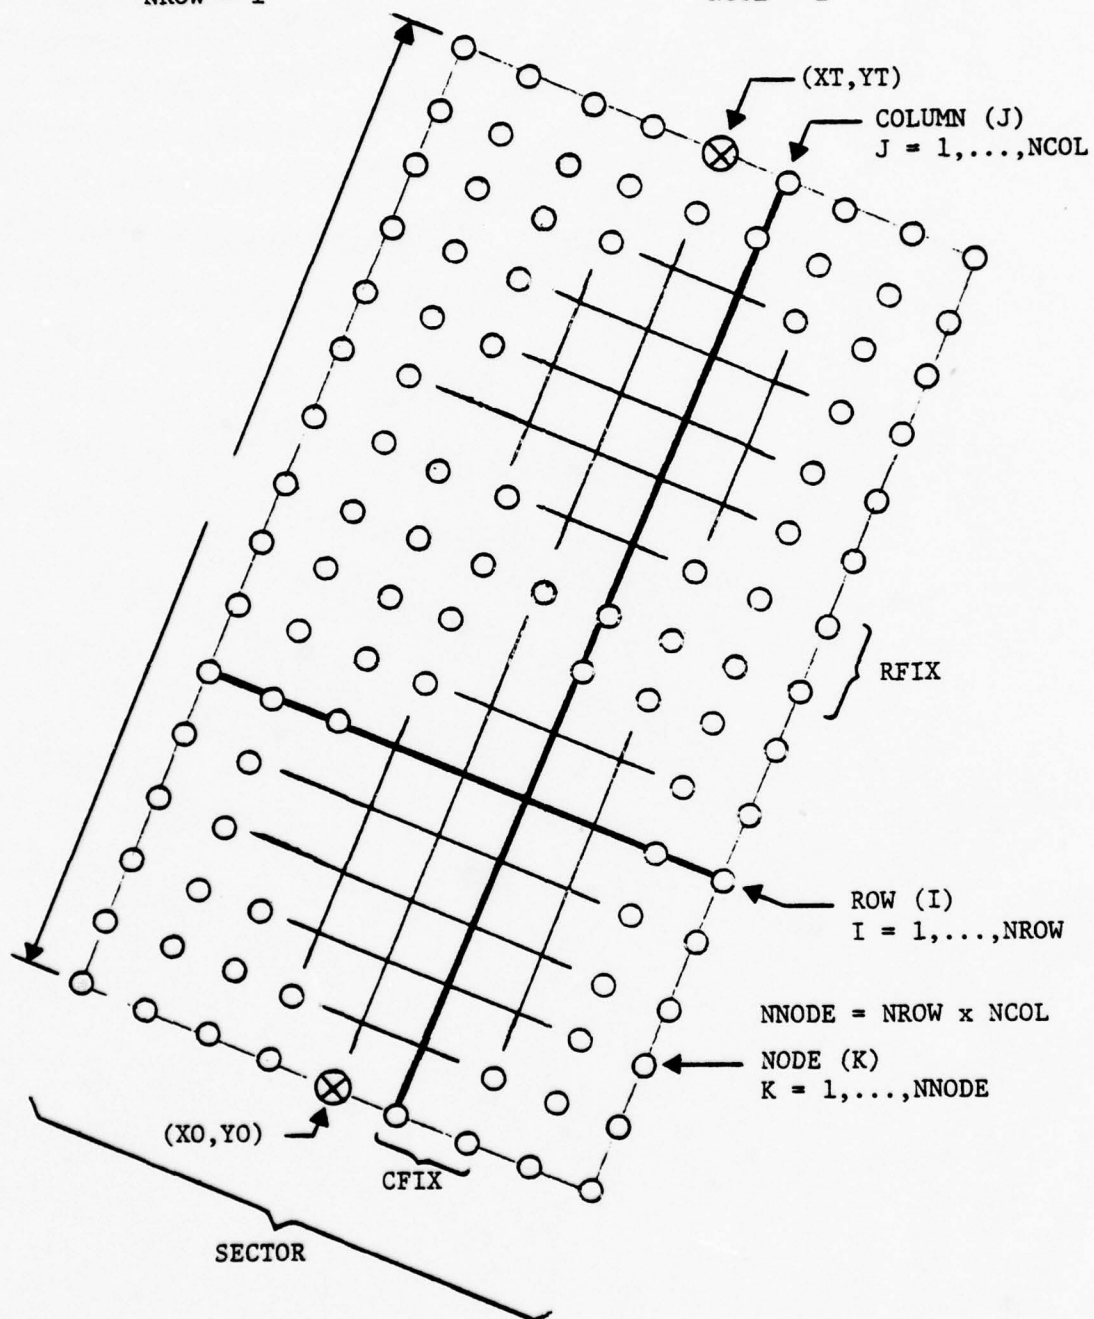 (XT,YT)
COLUMN (J)
J = 1,...,NCOL
RFIX
ROW (I)
I = 1,...,NROW
NNODE = NROW x NCOL
NODE (K)
K = 1,...,NNODE
(XO,YO)
CFIX
SECTOR